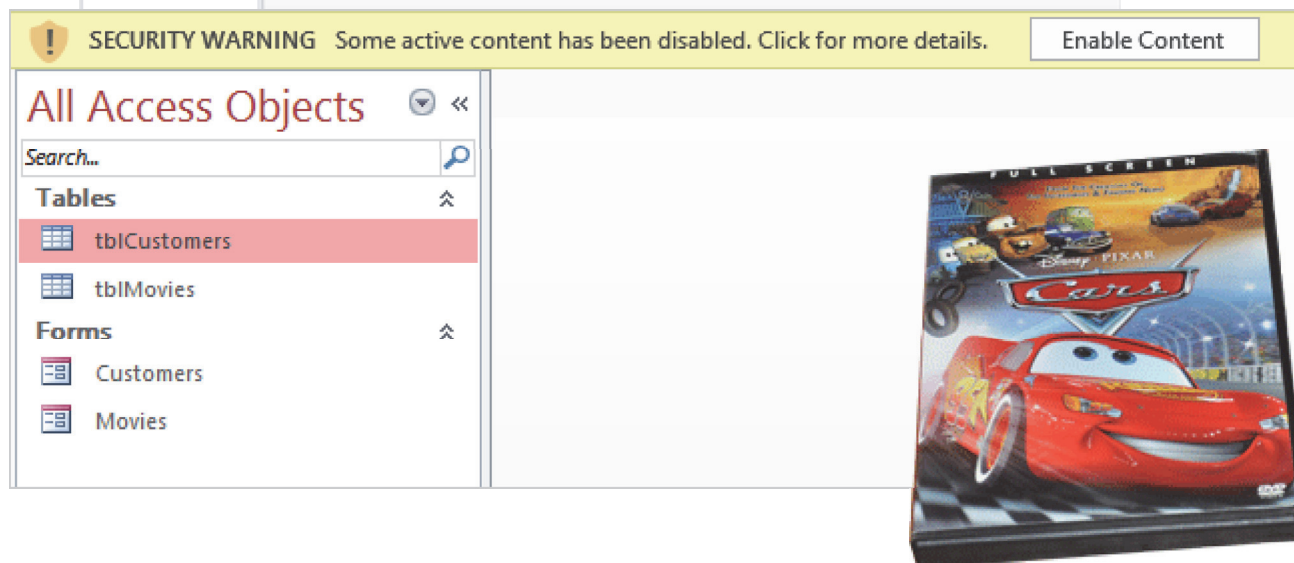 SECURITY WARNING Some active content has been disabled. Click for more details. Enable Content
All Access Objects
Search...
Tables
tblCustomers
tblMovies
Forms
Customers
Movies
FULL SCREEN
DISNEY · PIXAR
Cars
DVD